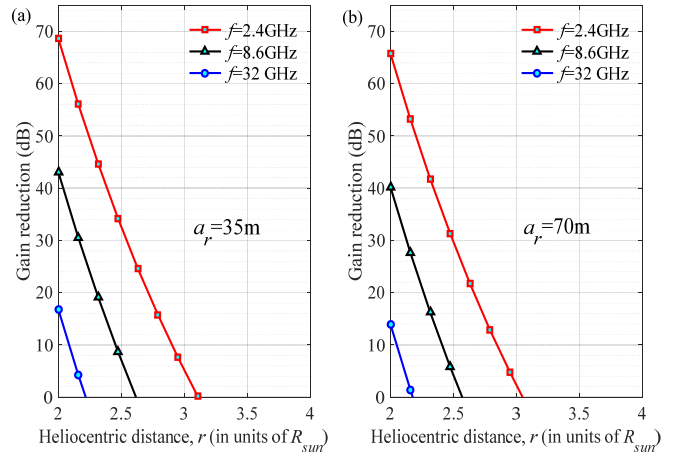 (a)
70
60
50
40
30
20
10
0
Gain reduction (dB)
f=2.4GHz
f=8.6GHz
f=32 GHz
a_r=35m
2
2.5
3
3.5
4
Heliocentric distance, r (in units of R_sun)
(b)
70
60
50
40
30
20
10
0
Gain reduction (dB)
f=2.4GHz
f=8.6GHz
f=32 GHz
a_r=70m
2
2.5
3
3.5
4
Heliocentric distance, r (in units of R_sun)